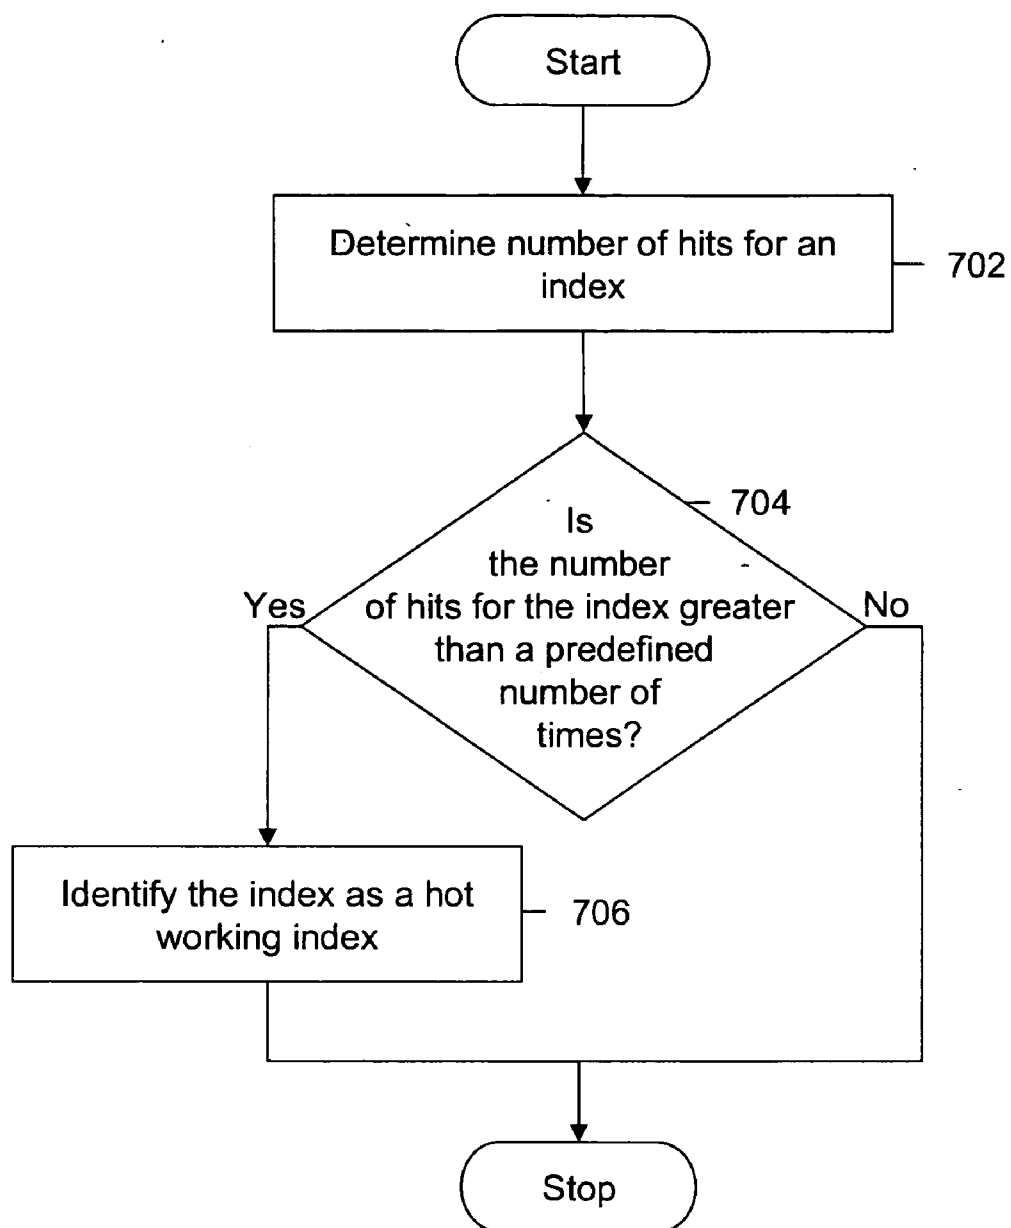 Start
Determine number of hits for an
index
702
704
Is
the number
of hits for the index greater
than a predefined
number of
times?
Yes
No
Identify the index as a hot
working index
706
Stop